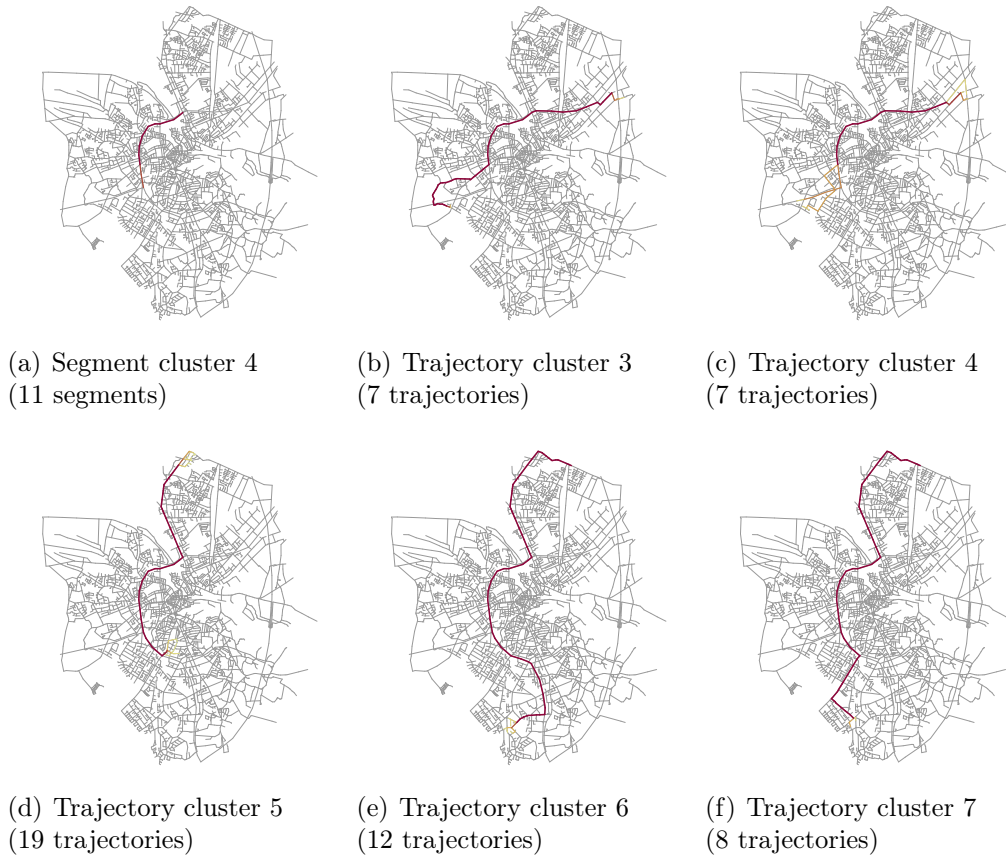 (a) Segment cluster 4
(11 segments)
(b) Trajectory cluster 3
(7 trajectories)
(c) Trajectory cluster 4
(7 trajectories)
(d) Trajectory cluster 5
(19 trajectories)
(e) Trajectory cluster 6
(12 trajectories)
(f) Trajectory cluster 7
(8 trajectories)